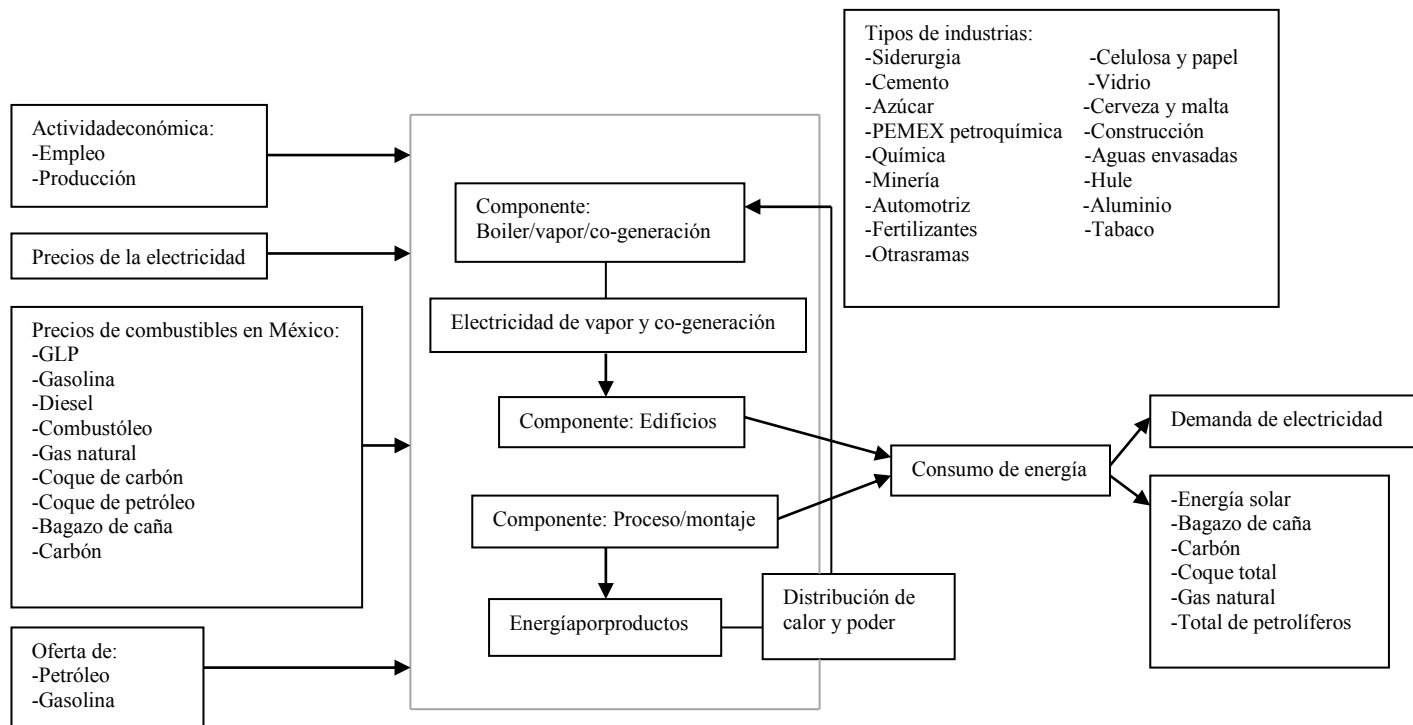 Tipos de industrias:
-Siderurgia -Celulosa y papel
-Cemento -Vidrio
-Azúcar -Cerveza y malta
-PEMEX petroquímica -Construcción
-Química -Aguas envasadas
-Minería -Hule
-Automotriz -Aluminio
-Fertilizantes -Tabaco
-Otrasramas
Actividadeconómica:
-Empleo
-Producción
Precios de la electricidad
Precios de combustibles en México:
-GLP
-Gasolina
-Diesel
-Combustóleo
-Gas natural
-Coque de carbón
-Coque de petróleo
-Bagazo de caña
-Carbón
Oferta de:
-Petróleo
-Gasolina
Componente:
Boiler/vapor/co-generación
Electricidad de vapor y co-generación
Componente: Edificios
Componente: Proceso/montaje
Energíaporproductos
Distribución de
calor y poder
Consumo de energía
Demanda de electricidad
-Energía solar
-Bagazo de caña
-Carbón
-Coque total
-Gas natural
-Total de petrolíferos